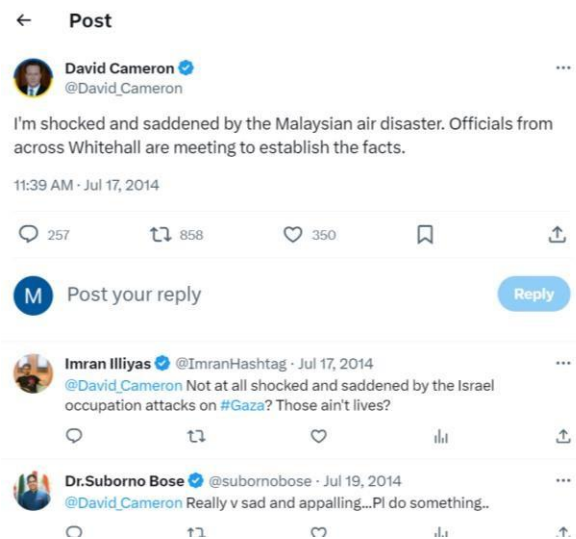 Post
David Cameron
@David_Cameron
I'm shocked and saddened by the Malaysian air disaster. Officials from
across Whitehall are meeting to establish the facts.
11:39 AM · Jul 17, 2014
257 858 350
M Post your reply Reply
Imran Illiyas @ImranHashtag · Jul 17, 2014
@David_Cameron Not at all shocked and saddened by the Israel
occupation attacks on #Gaza? Those ain't lives?
Dr.Suborno Bose @subornobose · Jul 19, 2014
@David_Cameron Really v sad and appalling...Pl do something..